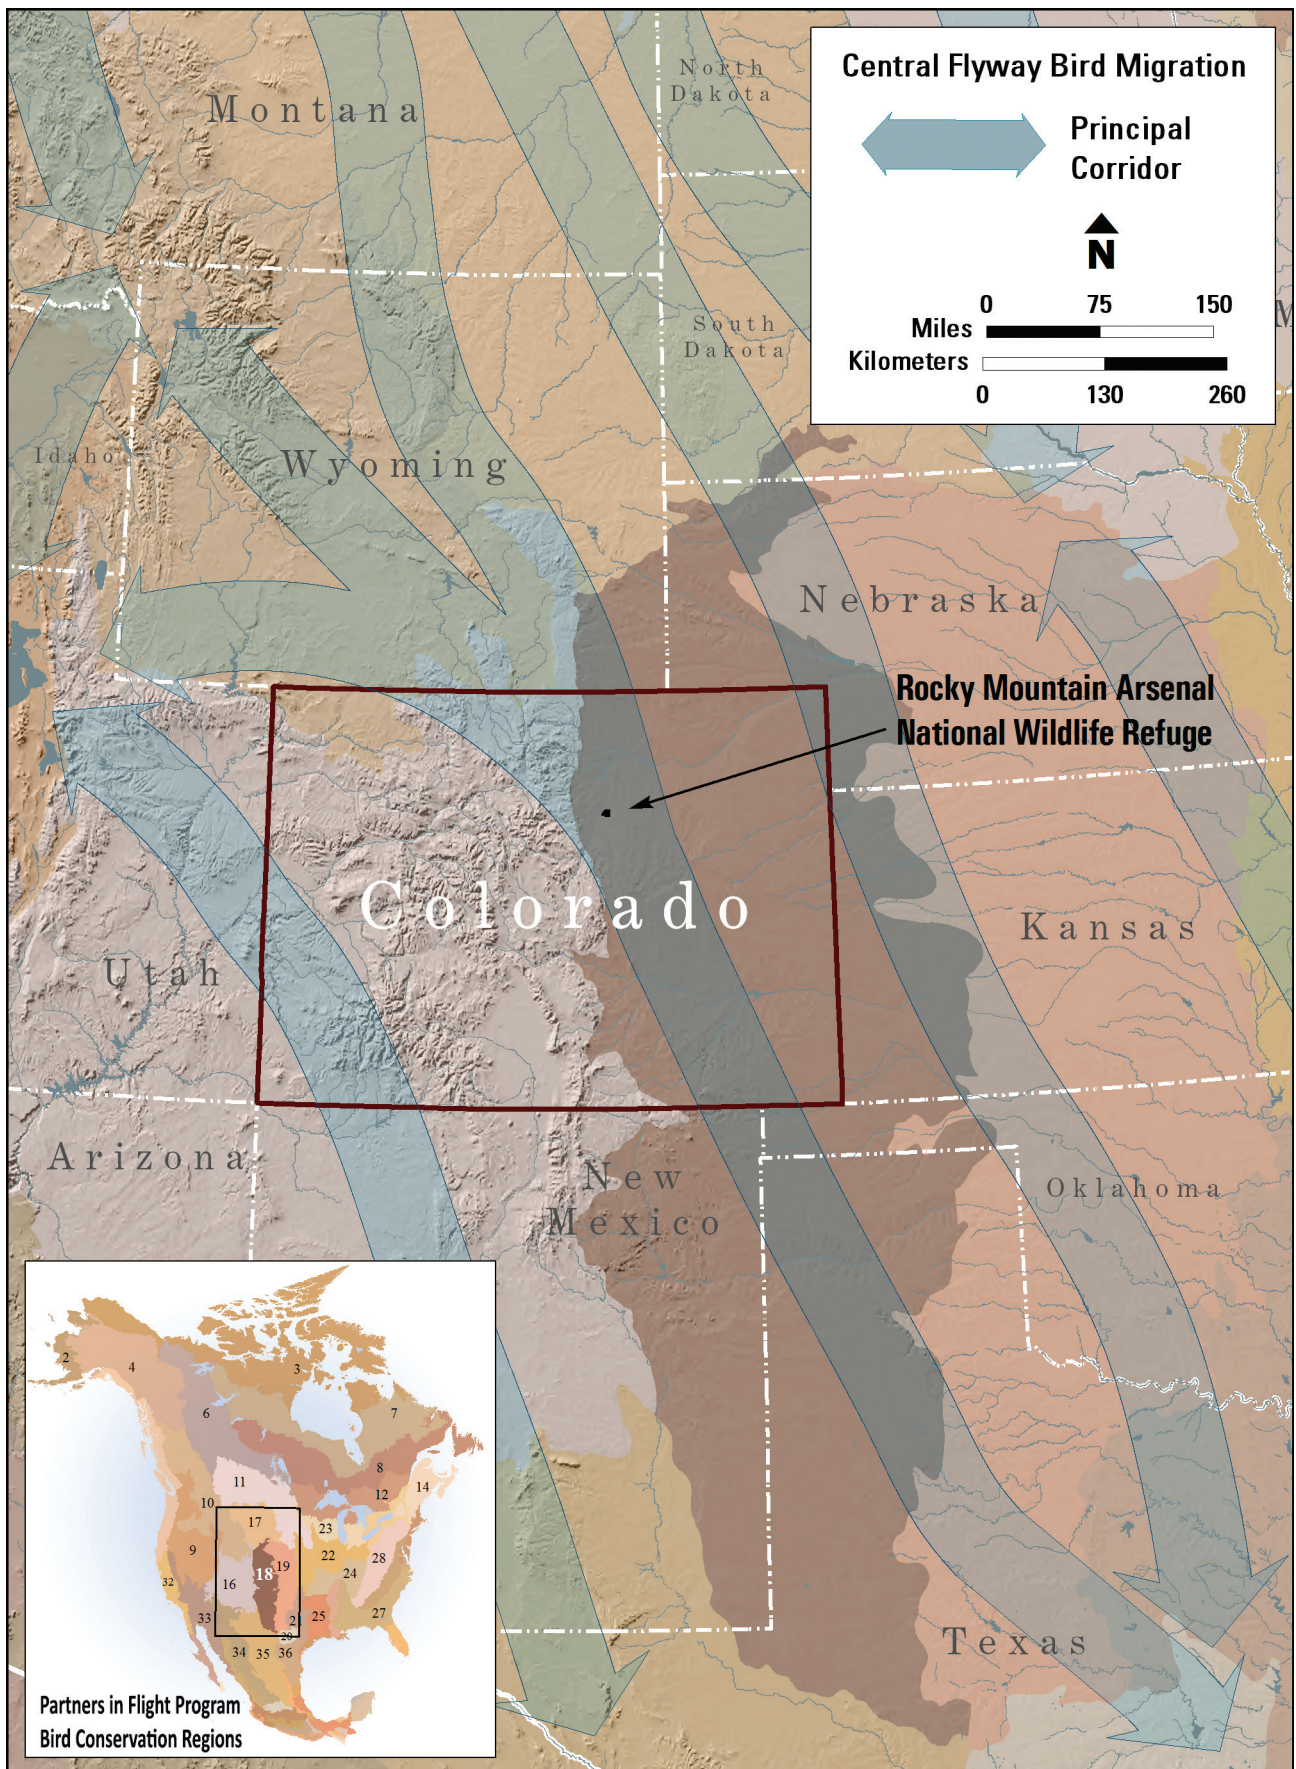 Central Flyway Bird Migration
Principal
Corridor
N
0 75 150
Miles
Kilometers
0 130 260
Montana
North
Dakota
South
Dakota
M
Idaho
Wyoming
Nebraska
Rocky Mountain Arsenal
National Wildlife Refuge
Colorado
Kansas
Utah
Arizona
New
Mexico
Oklahoma
Texas
2
4
3
6
7
8
11
14
12
10
17
23
9
22
28
19
18
24
16
32
33
21
25
27
20
34
35
36
Partners in Flight Program
Bird Conservation Regions